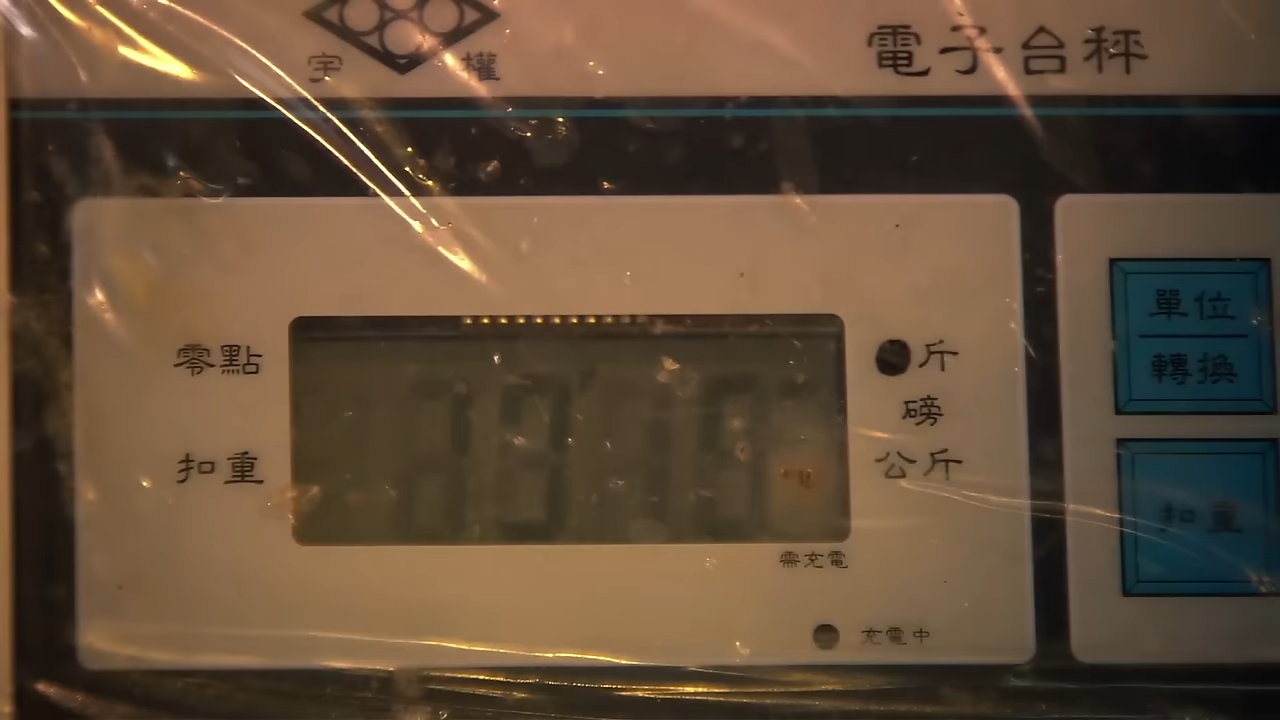 宇 權
電子台秤
零點
扣重
斤
磅
公斤
需充電
充電中
單位
轉換
扣重